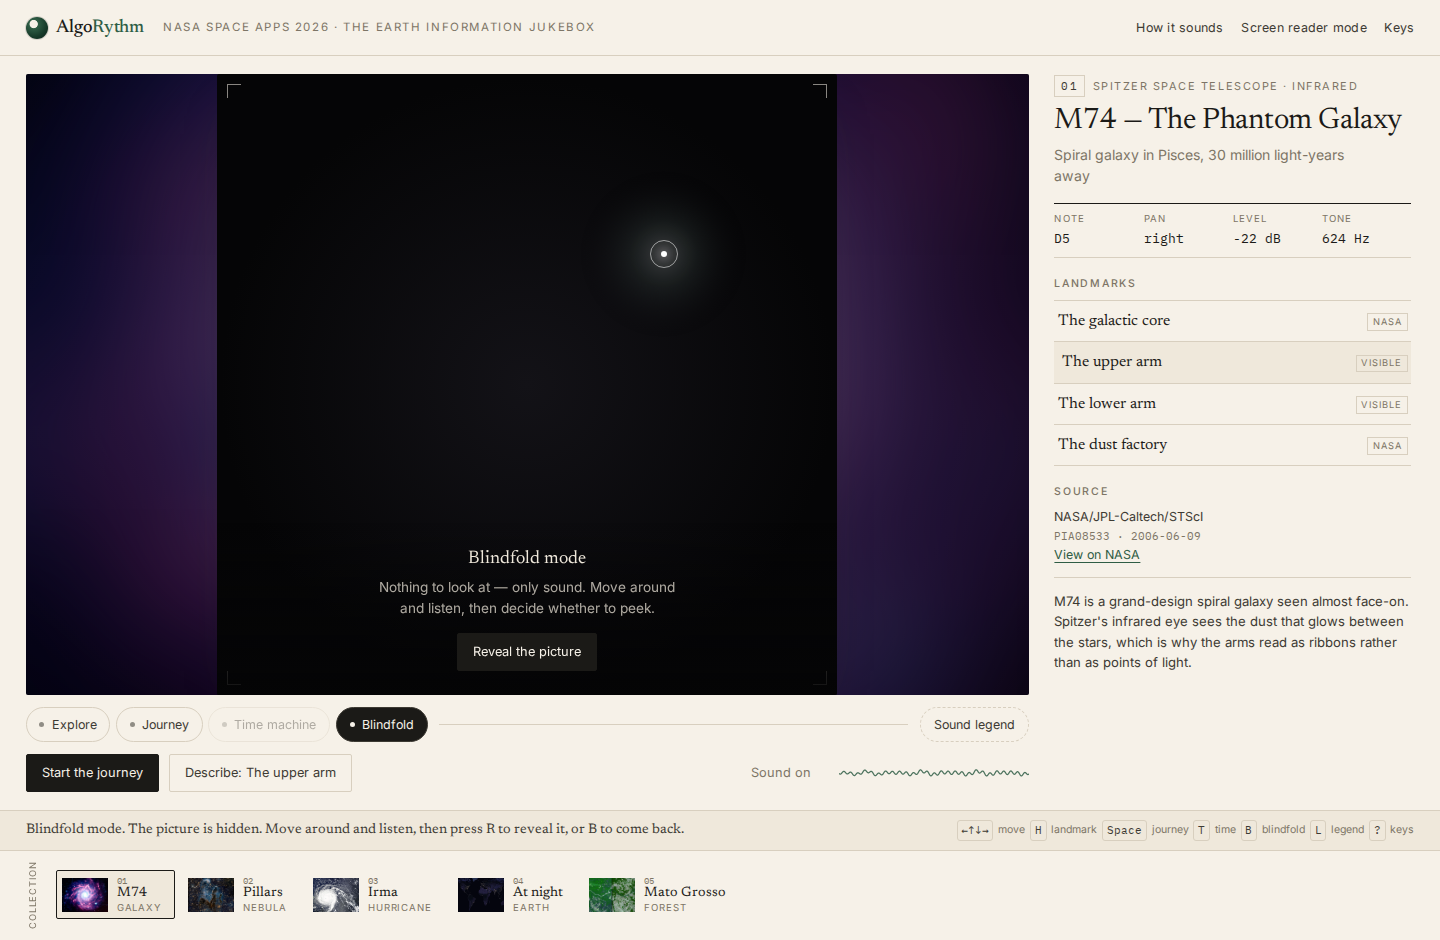 AlgoRythm
NASA SPACE APPS 2026 · THE EARTH INFORMATION JUKEBOX
How it sounds
Screen reader mode
Keys
Blindfold mode
Nothing to look at — only sound. Move around
and listen, then decide whether to peek.
Reveal the picture
Explore
Journey
Time machine
Blindfold
Sound legend
Start the journey
Describe: The upper arm
Sound on
01 SPITZER SPACE TELESCOPE · INFRARED
M74 — The Phantom Galaxy
Spiral galaxy in Pisces, 30 million light-years
away
NOTE PAN LEVEL TONE
D5 right -22 dB 624 Hz
LANDMARKS
The galactic core NASA
The upper arm VISIBLE
The lower arm VISIBLE
The dust factory NASA
SOURCE
NASA/JPL-Caltech/STScI
PIA08533 · 2006-06-09
View on NASA
M74 is a grand-design spiral galaxy seen almost face-on.
Spitzer's infrared eye sees the dust that glows between
the stars, which is why the arms read as ribbons rather
than as points of light.
Blindfold mode. The picture is hidden. Move around and listen, then press R to reveal it, or B to come back.
←↑↓→ move H landmark Space journey T time B blindfold L legend ? keys
COLLECTION
01
M74
GALAXY
02
Pillars
NEBULA
03
Irma
HURRICANE
04
At night
EARTH
05
Mato Grosso
FOREST